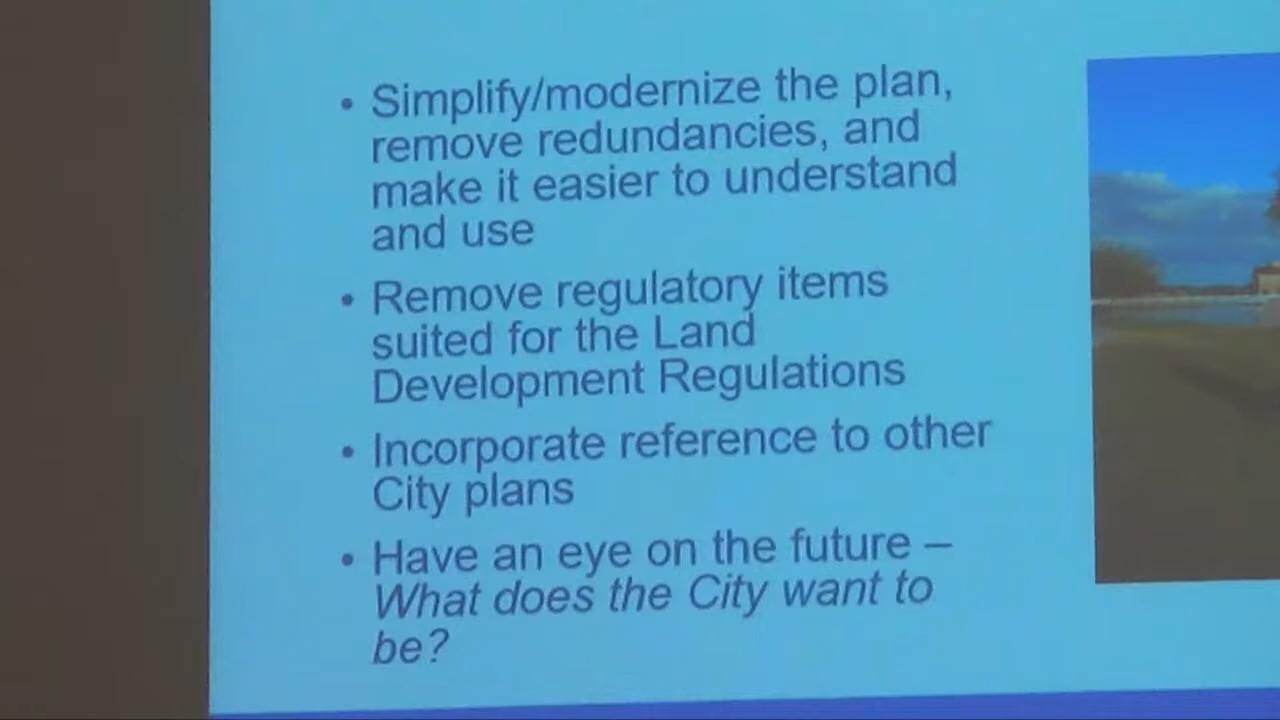 • Simplify/modernize the plan,
remove redundancies, and
make it easier to understand
and use
• Remove regulatory items
suited for the Land
Development Regulations
• Incorporate reference to other
City plans
• Have an eye on the future –
What does the City want to
be?